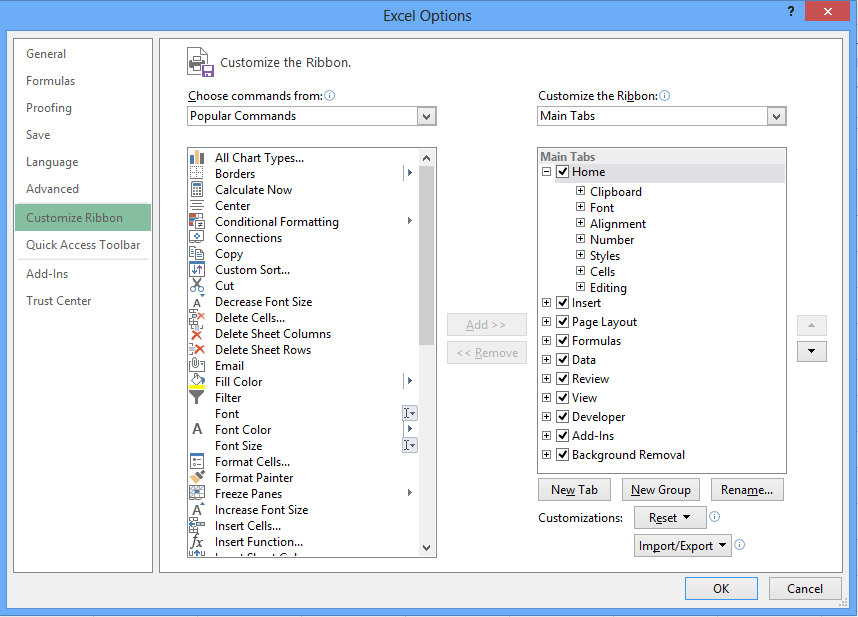 Excel Options
?
General
Formulas
Proofing
Save
Language
Advanced
Customize Ribbon
Quick Access Toolbar
Add-Ins
Trust Center
Customize the Ribbon.
Choose commands from:
Popular Commands
All Chart Types...
Borders
Calculate Now
Center
Conditional Formatting
Connections
Copy
Custom Sort...
Cut
Decrease Font Size
Delete Cells...
Delete Sheet Columns
Delete Sheet Rows
Email
Fill Color
Filter
Font
Font Color
Font Size
Format Cells...
Format Painter
Freeze Panes
Increase Font Size
Insert Cells...
Insert Function...
Add >>
<< Remove
Customize the Ribbon:
Main Tabs
Main Tabs
Home
Clipboard
Font
Alignment
Number
Styles
Cells
Editing
Insert
Page Layout
Formulas
Data
Review
View
Developer
Add-Ins
Background Removal
New Tab
New Group
Rename...
Customizations:
Reset
Import/Export
OK
Cancel